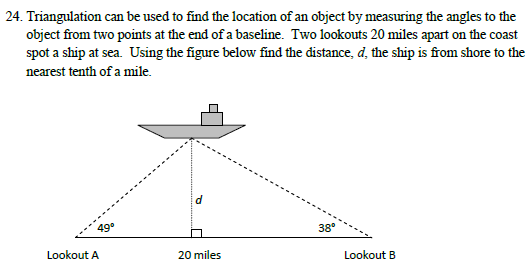 24. Triangulation can be used to find the location of an object by measuring the angles to the
object from two points at the end of a baseline. Two lookouts 20 miles apart on the coast
spot a ship at sea. Using the figure below find the distance, d, the ship is from shore to the
nearest tenth of a mile.
d
49° 38°
Lookout A 20 miles Lookout B